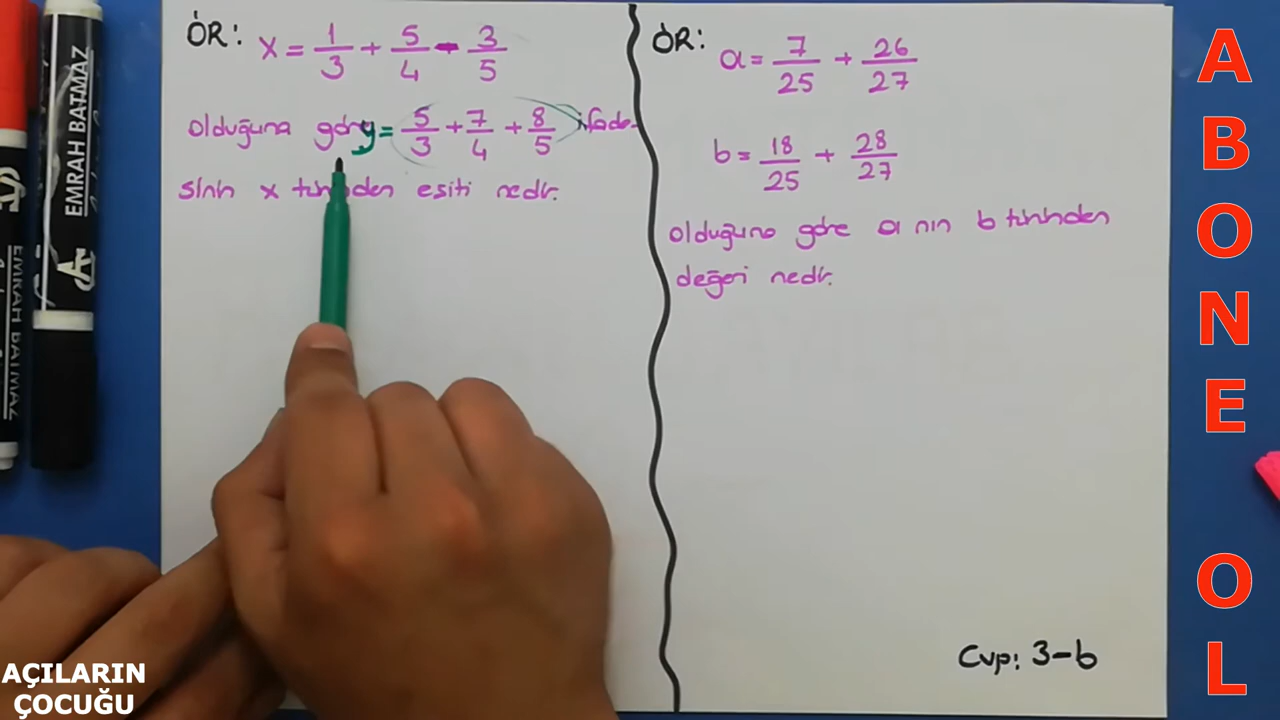 ÖR: x = 1/3 + 5/4 - 3/5
Olduğuna y = 5/3 + 7/4 + 8/5 ifade-
sinin x eşiti nedir.
ÖR: a = 7/25 + 26/27
b = 18/25 + 28/27
olduğuna göre a nın b türünden
değeri nedir.
Cvp: 3-b
EMRAH BATMAZ
EMRAH BATMAZ
AÇILARIN
ÇOCUĞU
ABONE
OL